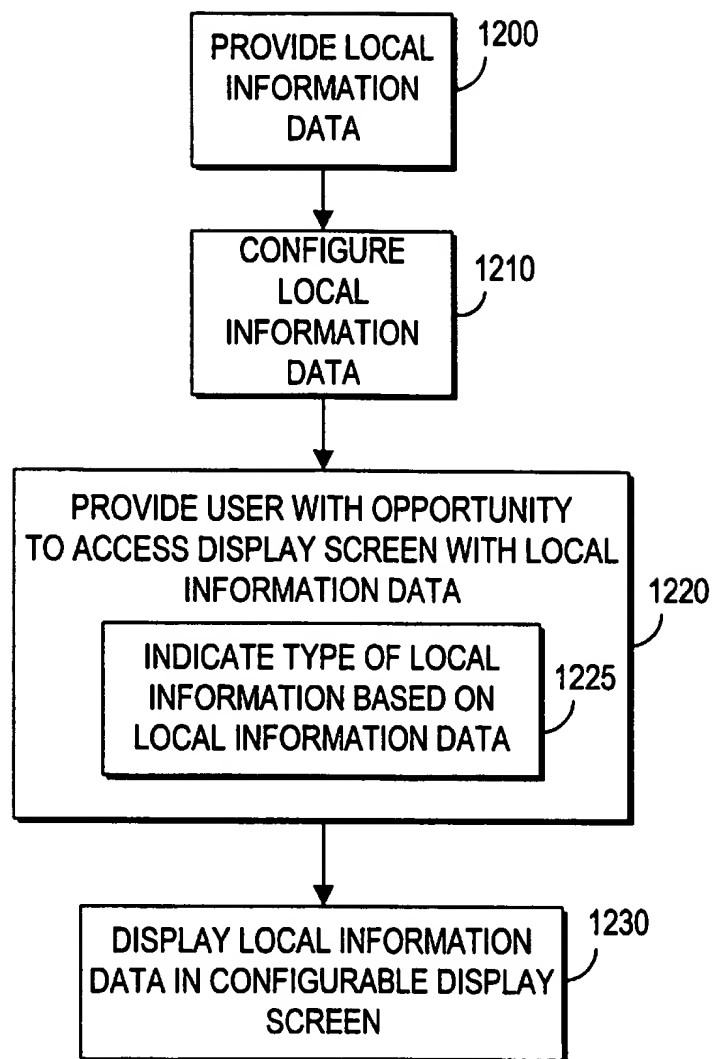 PROVIDE LOCAL
INFORMATION
DATA
1200
CONFIGURE
LOCAL
INFORMATION
DATA
1210
PROVIDE USER WITH OPPORTUNITY
TO ACCESS DISPLAY SCREEN WITH LOCAL
INFORMATION DATA
1220
INDICATE TYPE OF LOCAL
INFORMATION BASED ON
LOCAL INFORMATION DATA
1225
DISPLAY LOCAL INFORMATION
DATA IN CONFIGURABLE DISPLAY
SCREEN
1230